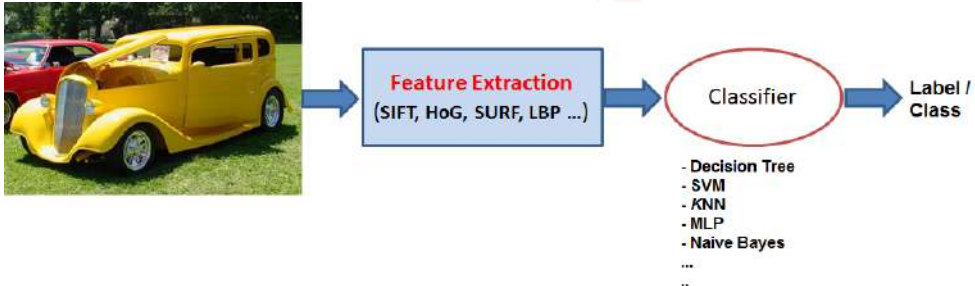 Feature Extraction
(SIFT, HoG, SURF, LBP ...)
Classifier
Label /
Class
- Decision Tree
- SVM
- KNN
- MLP
- Naive Bayes
...
..